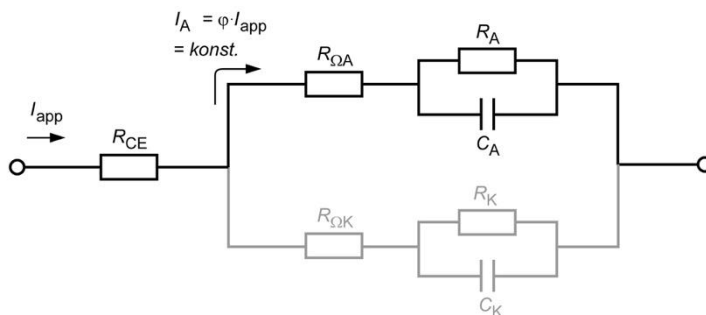 I_A = φ·I_app
= konst.
I_app
R_CE
R_ΩA
R_A
C_A
R_ΩK
R_K
C_K